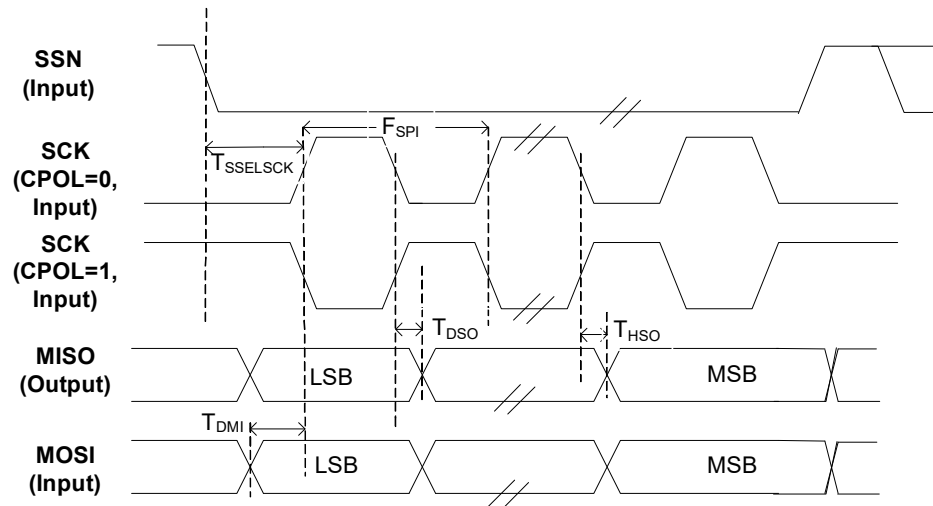 SSN
(Input)
F_SPI
SCK
(CPOL=0,
Input)
T_SSELSCK
SCK
(CPOL=1,
Input)
T_DSO
T_HSO
MISO
(Output)
LSB
MSB
T_DMI
MOSI
(Input)
LSB
MSB